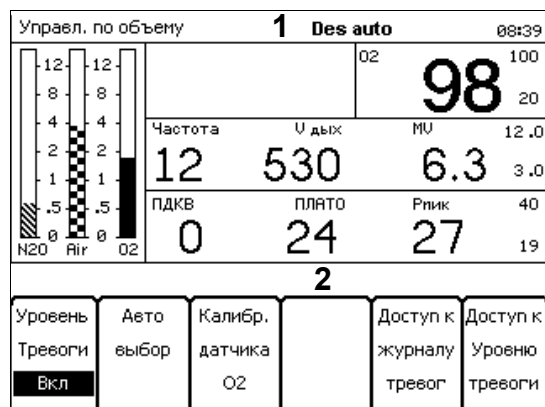 Управл. по объему 1 Des auto 08:39
12 12 O2 98 100
8 8 20
4 4 Частота V дых MV 12.0
2 2 12 530 6.3
1 1 3.0
.5 .5 ПДКВ ПЛАТО Pпик 40
0 0 0 24 27
N2O Air O2 19
2
Уровень Авто Калибр. Доступ к Доступ к
Тревоги выбор датчика журналу Уровню
Вкл O2 тревог тревоги